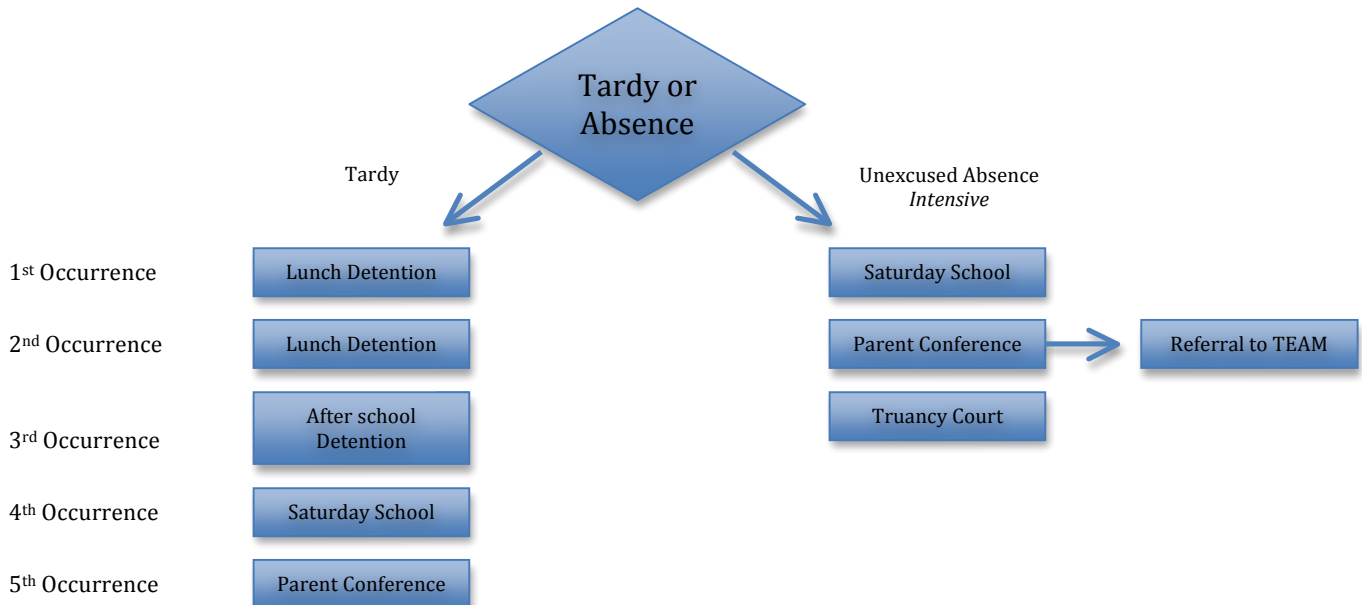 Tardy or
Absence
Tardy
Unexcused Absence
Intensive
1st Occurrence
Lunch Detention
Saturday School
2nd Occurrence
Lunch Detention
Parent Conference
Referral to TEAM
3rd Occurrence
After school
Detention
Truancy Court
4th Occurrence
Saturday School
5th Occurrence
Parent Conference